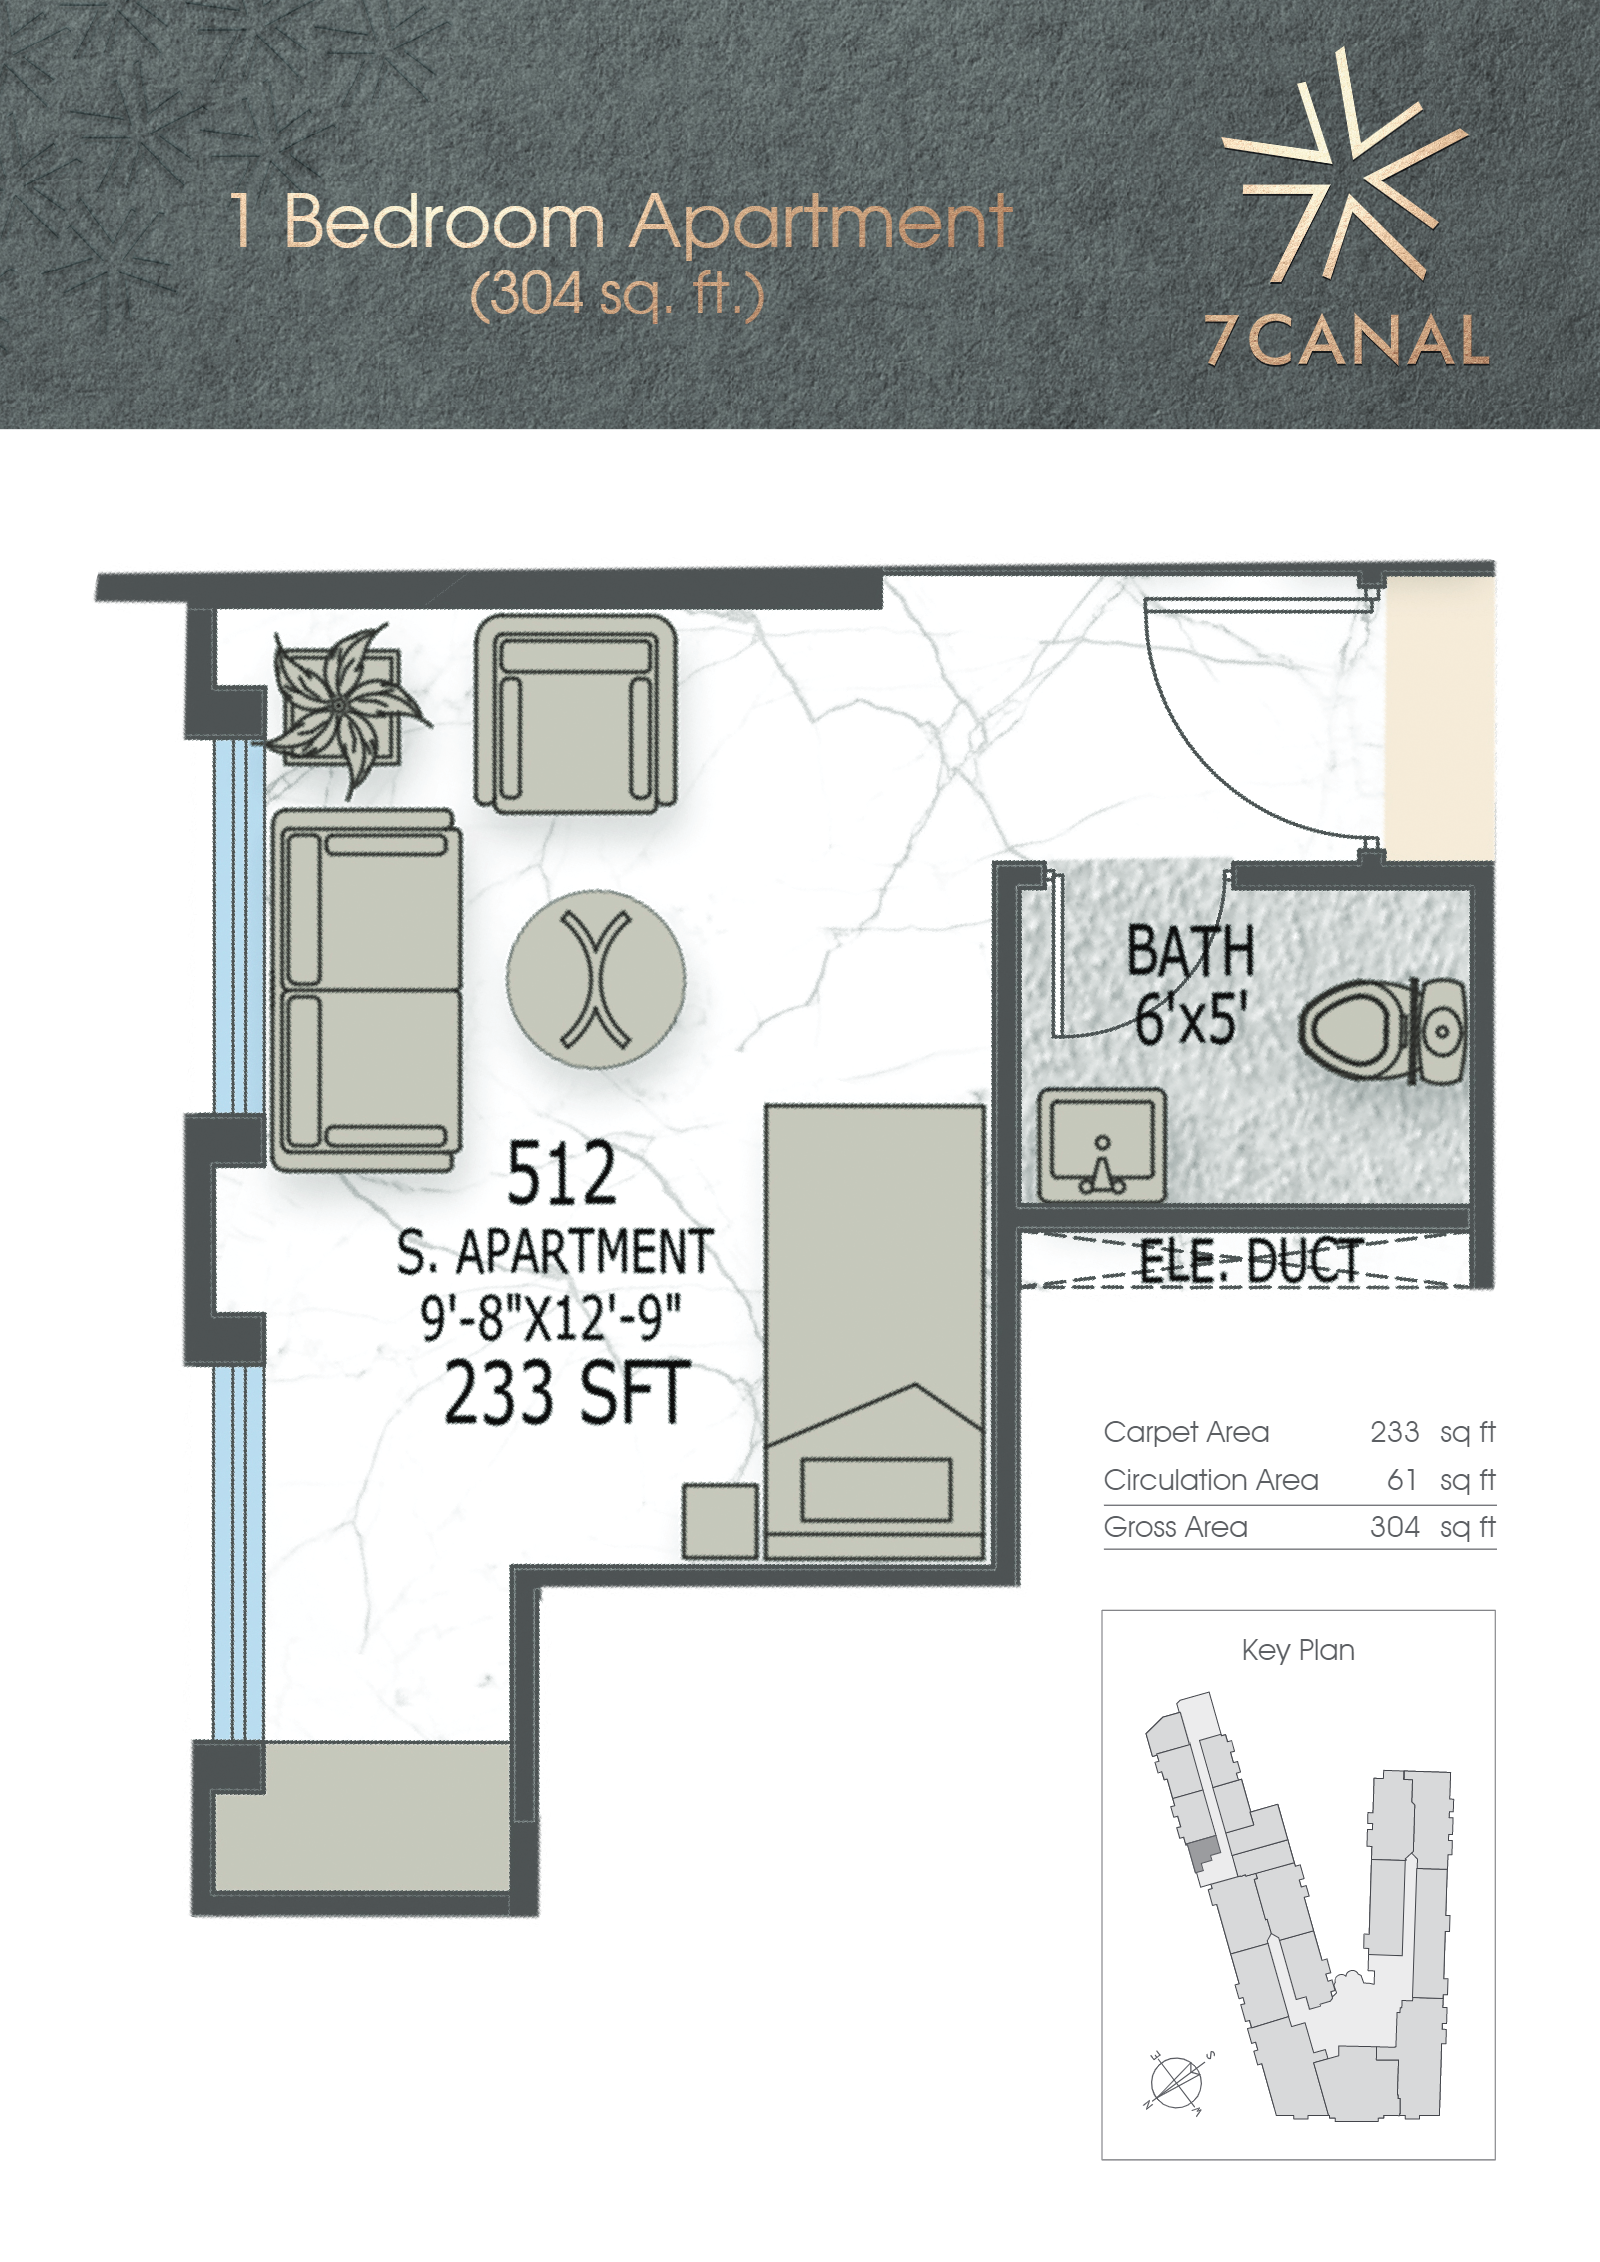 1 Bedroom Apartment
(304 sq. ft.)
7CANAL
BATH
6'x5'
512
S. APARTMENT
9'-8"X12'-9"
233 SFT
ELE. DUCT
Carpet Area 233 sq ft
Circulation Area 61 sq ft
Gross Area 304 sq ft
Key Plan
E S
N W